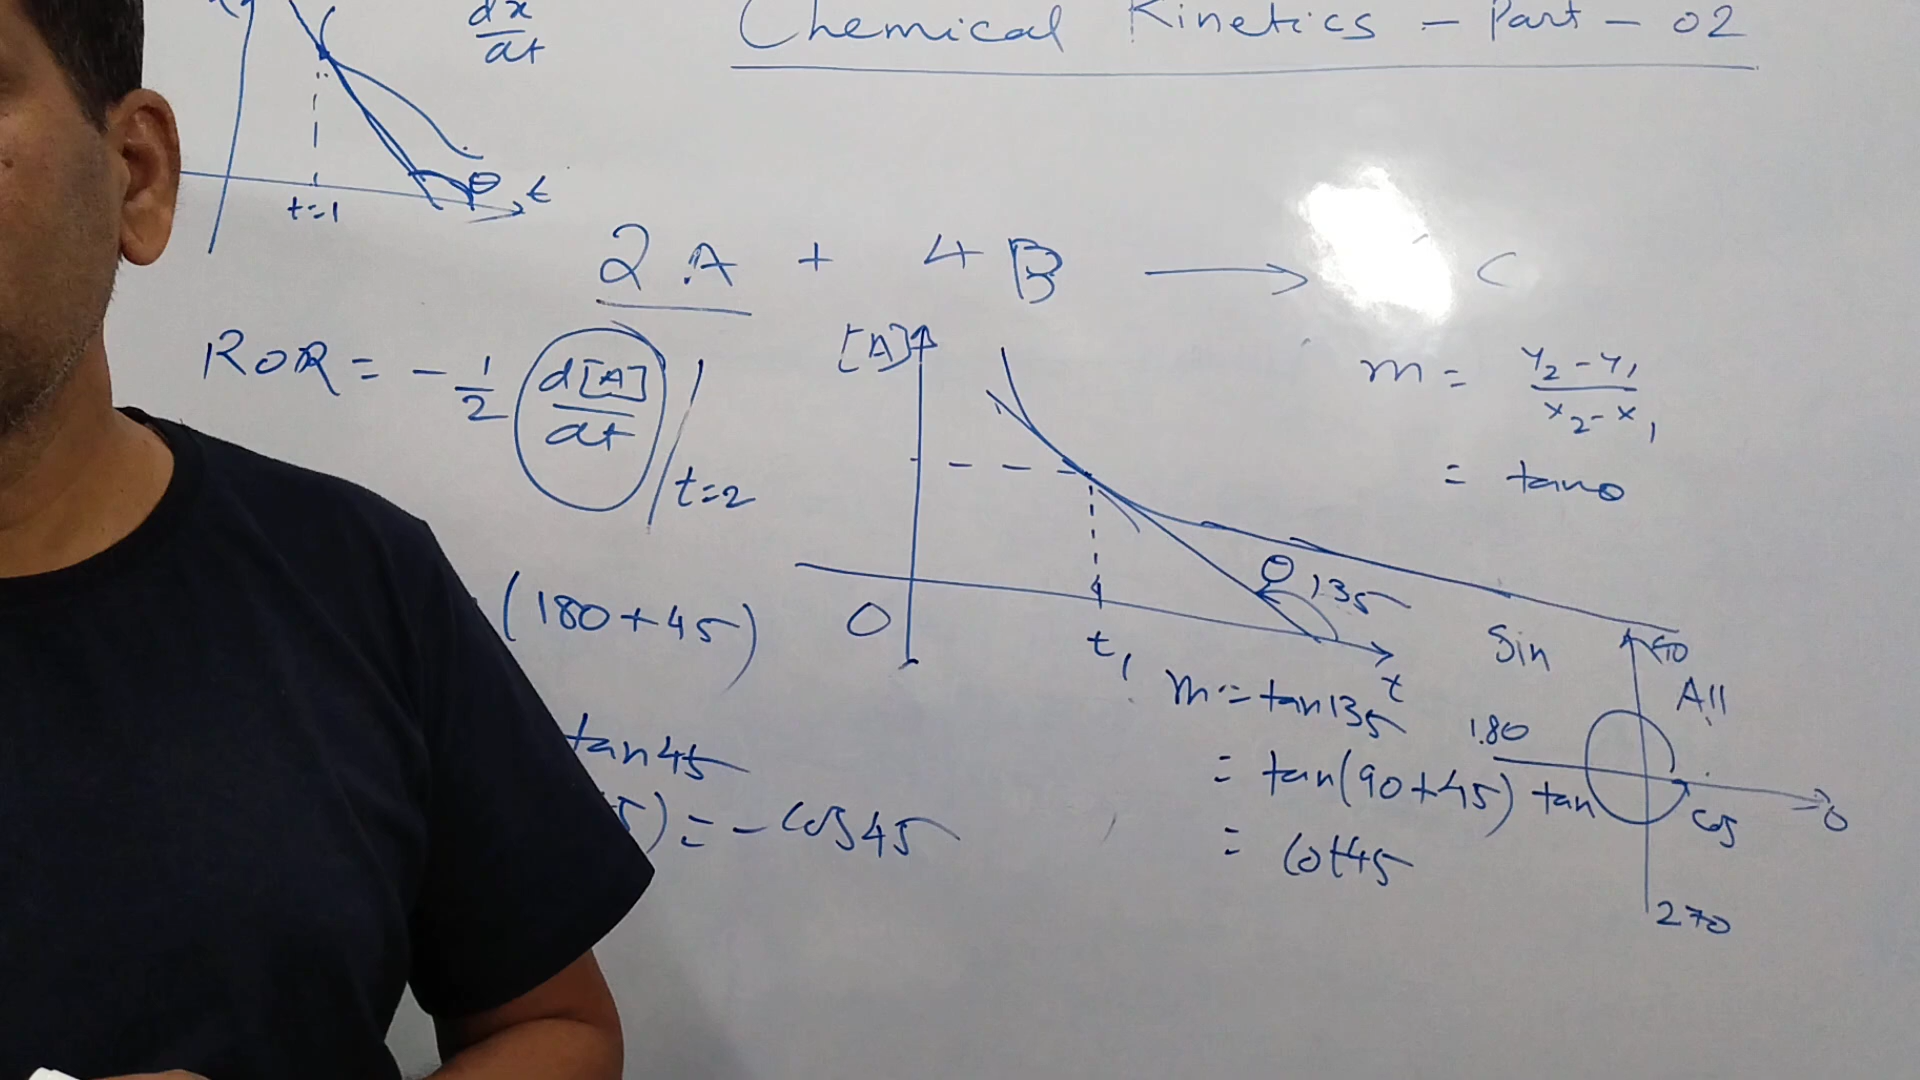 Chemical Kinetics - Part - 02
dx/dt
t=1
θ
t
2A + 4B → C
ROR = - 1/2 d[A]/dt / t=2
[A]
m = y2-y1 / x2-x1
= tanθ
θ 135
O
t1
t
(180+45)
m = tan135
= tan(90+45)
= cot45
tan45
5) = - cos45
Sin
90
All
180
0
tan
cos
270